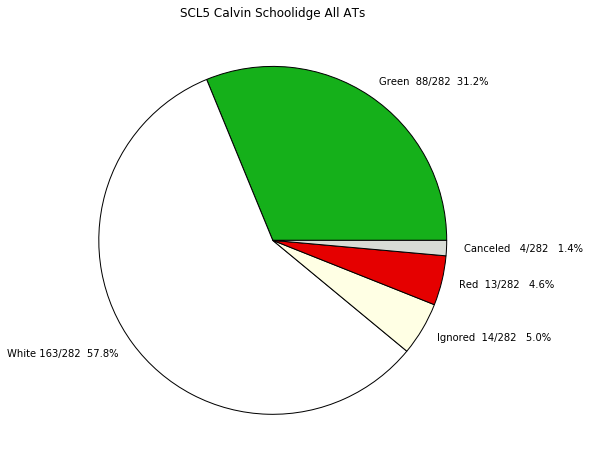 SCL5 Calvin Schoolidge All ATs
Green  88/282  31.2%
Canceled   4/282   1.4%
Red  13/282   4.6%
Ignored  14/282   5.0%
White 163/282  57.8%